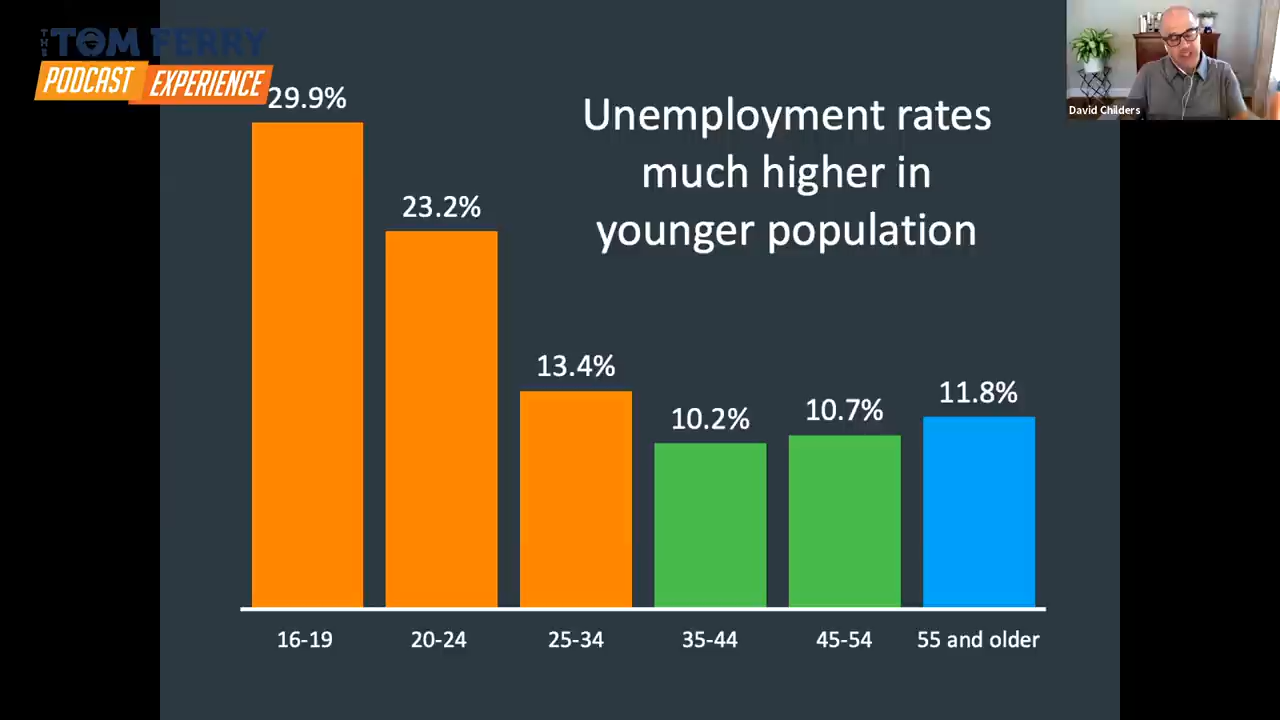 THE TOM FERRY
PODCAST EXPERIENCE
David Childers
Unemployment rates
much higher in
younger population
29.9%
23.2%
13.4%
10.2%
10.7%
11.8%
16-19
20-24
25-34
35-44
45-54
55 and older